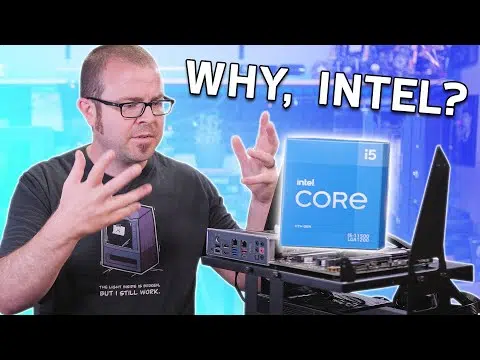 WHY, INTEL?
i5
intel
CORE
THE LIGHT INSIDE IS BROKEN,
BUT I STILL WORK.